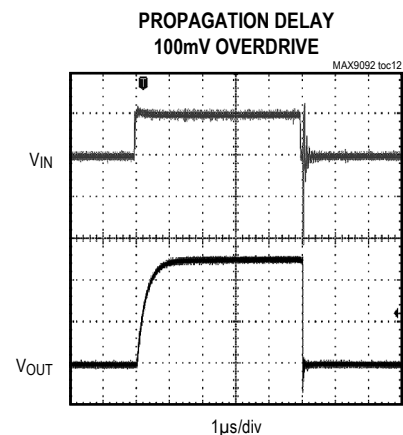 PROPAGATION DELAY
100mV OVERDRIVE
MAX9092 toc12
T
VIN
VOUT
1µs/div